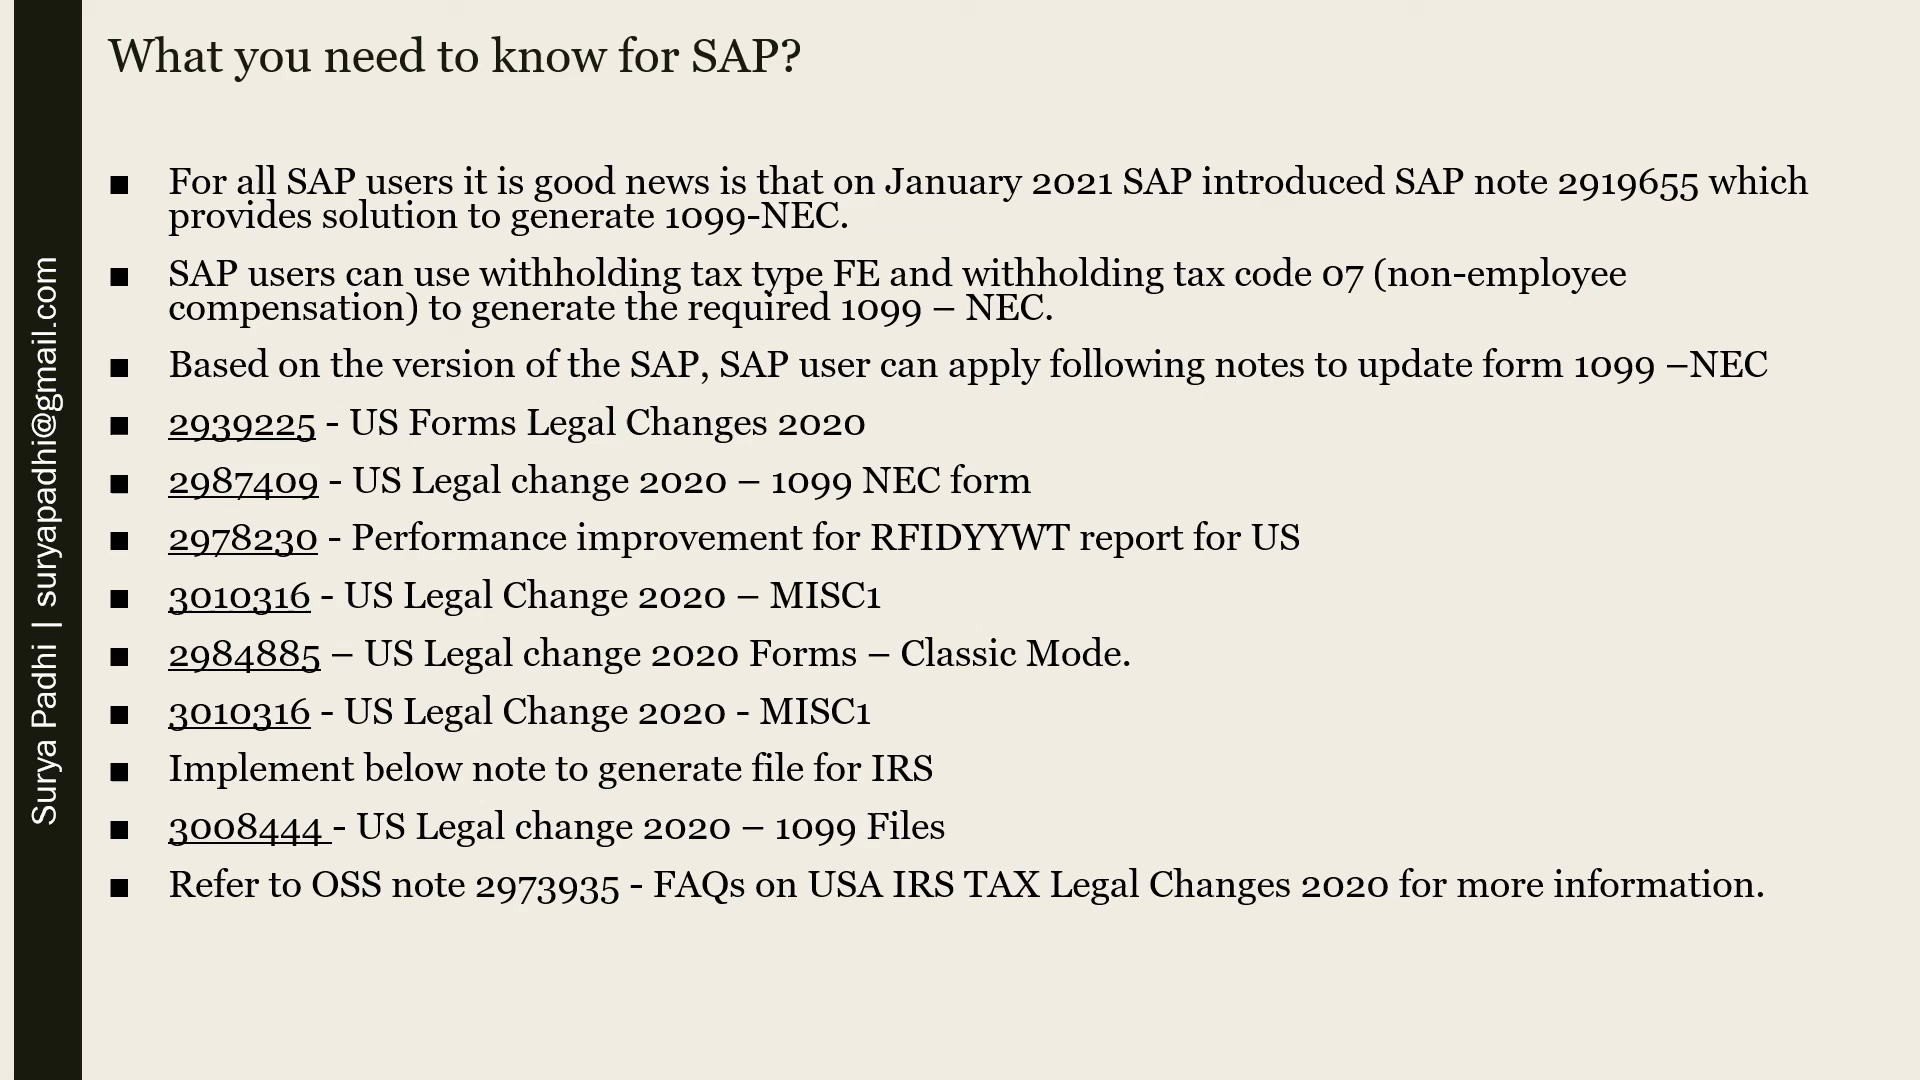 What you need to know for SAP?
■ For all SAP users it is good news is that on January 2021 SAP introduced SAP note 2919655 which
provides solution to generate 1099-NEC.
■ SAP users can use withholding tax type FE and withholding tax code 07 (non-employee
compensation) to generate the required 1099 – NEC.
■ Based on the version of the SAP, SAP user can apply following notes to update form 1099 –NEC
■ 2939225 - US Forms Legal Changes 2020
■ 2987409 - US Legal change 2020 – 1099 NEC form
■ 2978230 - Performance improvement for RFIDYYWT report for US
■ 3010316 - US Legal Change 2020 – MISC1
■ 2984885 – US Legal change 2020 Forms – Classic Mode.
■ 3010316 - US Legal Change 2020 - MISC1
■ Implement below note to generate file for IRS
■ 3008444 - US Legal change 2020 – 1099 Files
■ Refer to OSS note 2973935 - FAQs on USA IRS TAX Legal Changes 2020 for more information.
Surya Padhi | suryapadhi@gmail.com